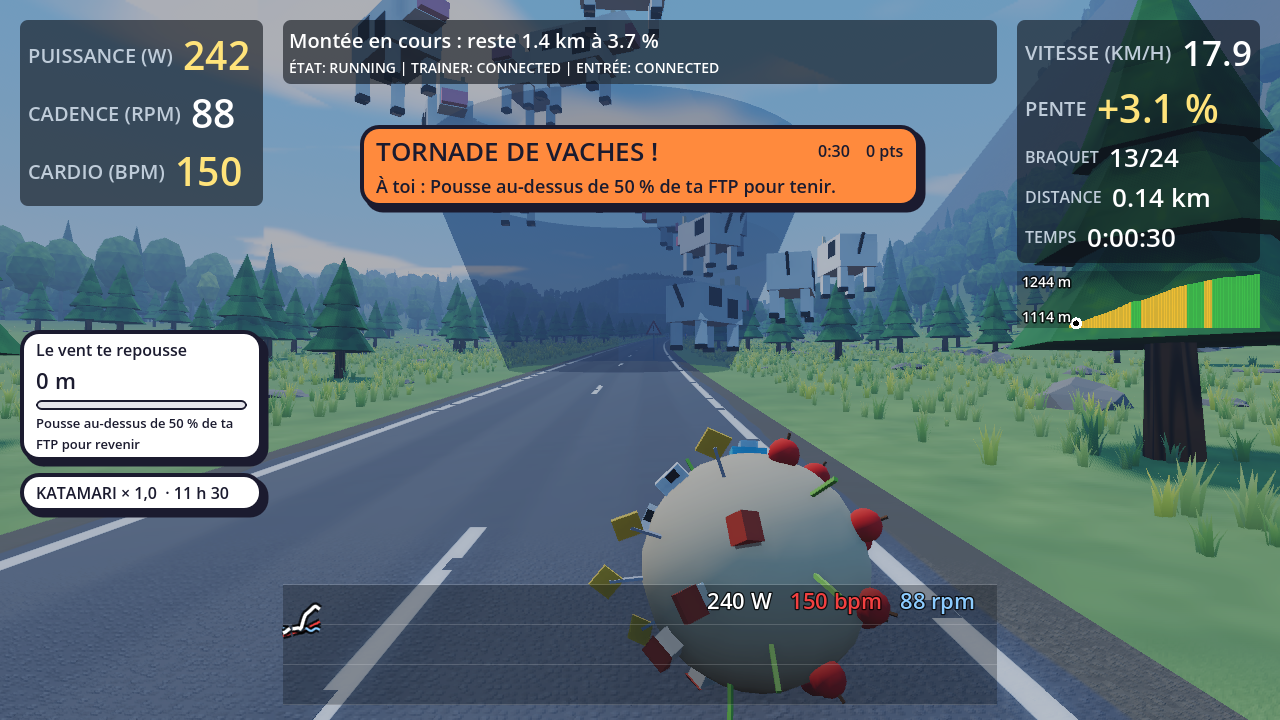 PUISSANCE (W) 242
CADENCE (RPM) 88
CARDIO (BPM) 150
Montée en cours : reste 1.4 km à 3.7 %
ÉTAT: RUNNING | TRAINER: CONNECTED | ENTRÉE: CONNECTED
TORNADE DE VACHES ! 0:30 0 pts
À toi : Pousse au-dessus de 50 % de ta FTP pour tenir.
VITESSE (KM/H) 17.9
PENTE +3.1 %
BRAQUET 13/24
DISTANCE 0.14 km
TEMPS 0:00:30
1244 m
1114 m
Le vent te repousse
0 m
Pousse au-dessus de 50 % de ta
FTP pour revenir
KATAMARI × 1,0 · 11 h 30
240 W 150 bpm 88 rpm